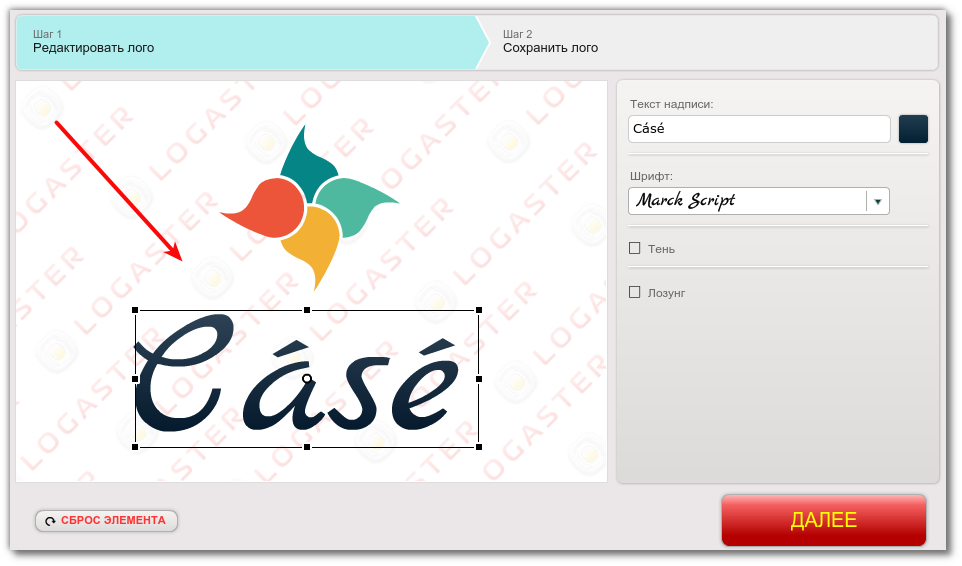 Шаг 1
Редактировать лого
Шаг 2
Сохранить лого
LOGASTER
Cásé
Текст надписи:
Cásé
Шрифт:
Marck Script
Тень
Лозунг
СБРОС ЭЛЕМЕНТА
ДАЛЕЕ